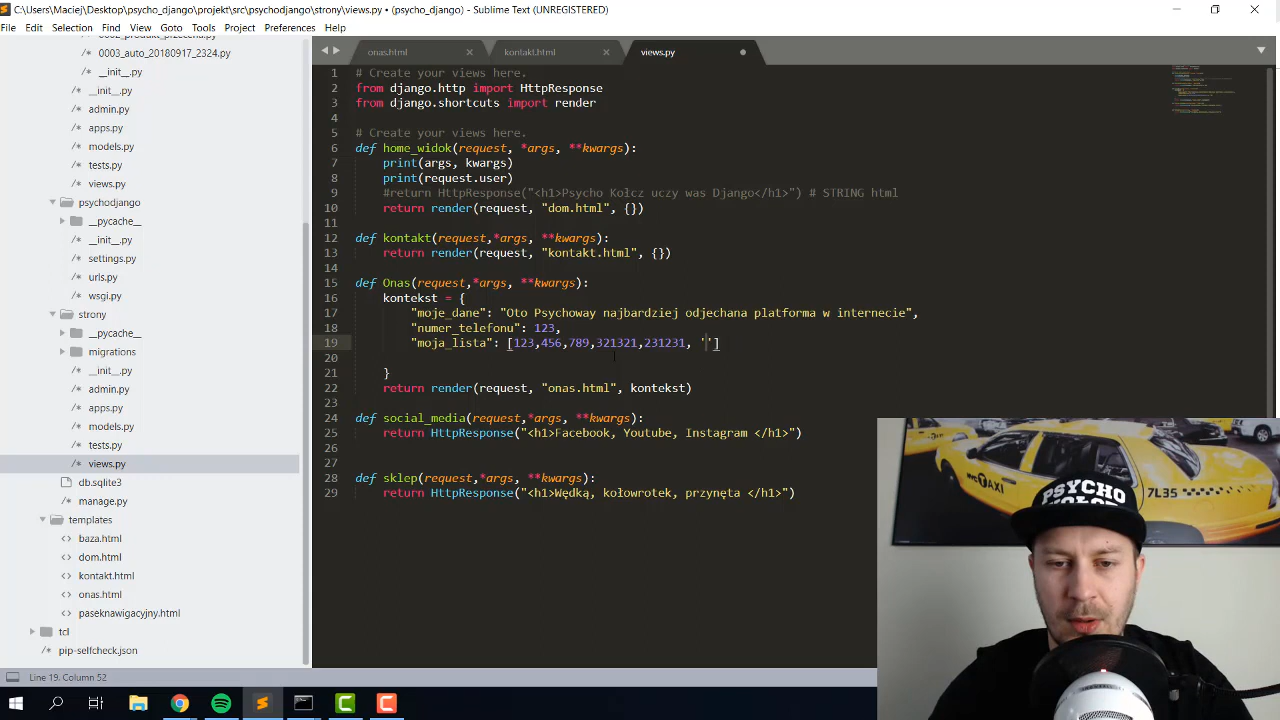 C:\Users\Maciej\Desktop\psycho_django\projekt\src\psychodjango\strony\views.py • (psycho_django) - Sublime Text (UNREGISTERED)
File Edit Selection Find View Goto Tools Project Preferences Help
onas.html × kontakt.html × views.py
0003_auto_20180917_2324.py
/* __init__.py
/* __init__.py
/* admin.py
/* apps.py
/* models.py
/* tests.py
/* views.py
psychodjango
__pycache__
/* __init__.py
/* settings.py
/* urls.py
/* wsgi.py
strony
__pycache__
migrations
/* __init__.py
/* admin.py
/* apps.py
/* models.py
/* tests.py
/* views.py
db.sqlite3
/* manage.py
templates
<> baza.html
<> dom.html
<> kontakt.html
<> onas.html
<> paseknawigacyjny.html
tcl
/* pip-selfcheck.json
1 # Create your views here.
2 from django.http import HttpResponse
3 from django.shortcuts import render
4
5 # Create your views here.
6 def home_widok(request, *args, **kwargs):
7 print(args, kwargs)
8 print(request.user)
9 #return HttpResponse("<h1>Psycho Kołcz uczy was Django</h1>") # STRING html
10 return render(request, "dom.html", {})
11
12 def kontakt(request,*args, **kwargs):
13 return render(request, "kontakt.html", {})
14
15 def Onas(request,*args, **kwargs):
16 kontekst = {
17 "moje_dane": "Oto Psychoway najbardziej odjechana platforma w internecie",
18 "numer_telefonu": 123,
19 "moja_lista": [123,456,789,321321,231231, '']
20
21 }
22 return render(request, "onas.html", kontekst)
23
24 def social_media(request,*args, **kwargs):
25 return HttpResponse("<h1>Facebook, Youtube, Instagram </h1>")
26
27
28 def sklep(request,*args, **kwargs):
29 return HttpResponse("<h1>Wędką, kołowrotek, przynęta </h1>")
NYC TAXI
7L35
PSYCHO
Line 19, Column 52